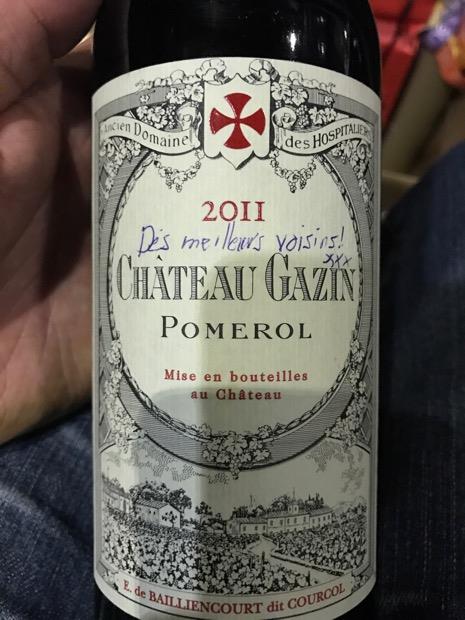 Ancien Domaine des HOSPITALIERS
2011
Des meilleurs voisins!
xxx
CHÂTEAU GAZIN
POMEROL
Mise en bouteilles
au Château
E. de BAILLIENCOURT dit COURCOL